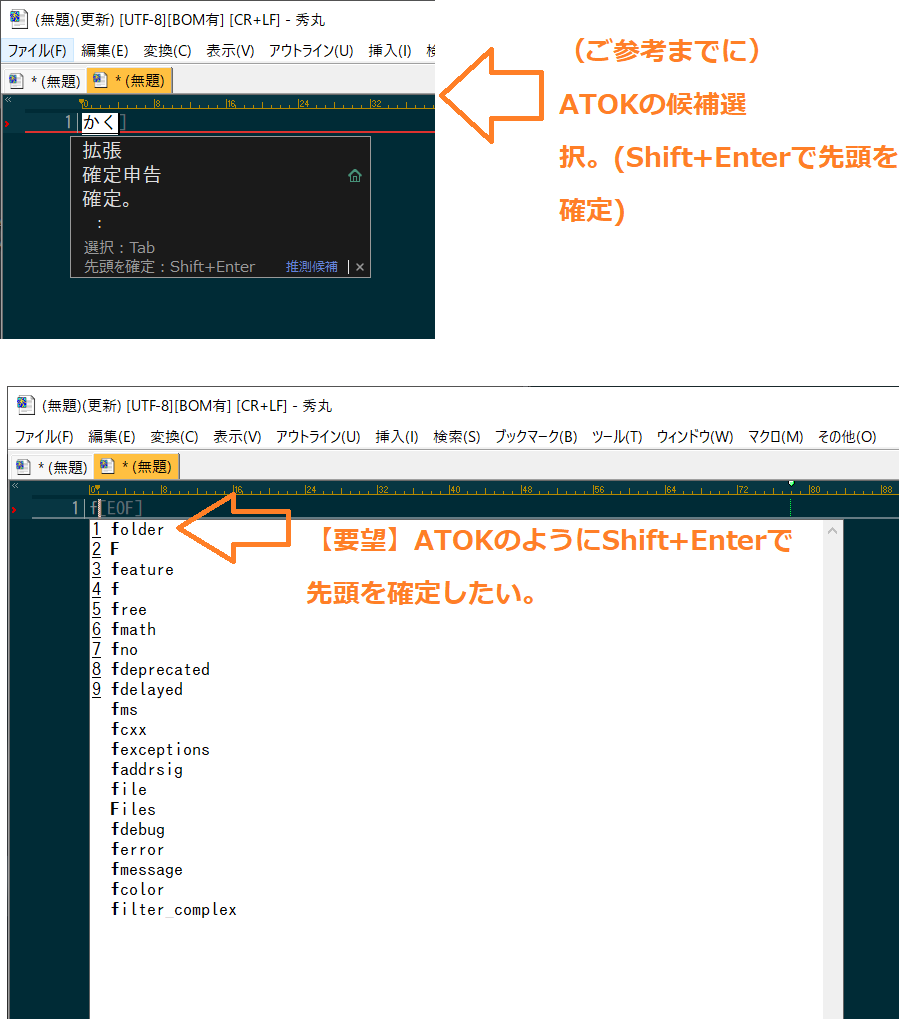 (無題)(更新) [UTF-8][BOM有] [CR+LF] - 秀丸
ファイル(F) 編集(E) 変換(C) 表示(V) アウトライン(U) 挿入(I) 検
* (無題) * (無題)
0 8 16 24 32
1 かく]
拡張
確定申告
確定。
:
選択：Tab
先頭を確定：Shift+Enter 推測候補 | ×
（ご参考までに）
ATOKの候補選
択。(Shift+Enterで先頭を
確定)
(無題)(更新) [UTF-8][BOM有] [CR+LF] - 秀丸
ファイル(F) 編集(E) 変換(C) 表示(V) アウトライン(U) 挿入(I) 検索(S) ブックマーク(B) ツール(T) ウィンドウ(W) マクロ(M) その他(O)
* (無題) * (無題)
0 8 16 24 32 40 48 56 64 72 80 88
1 f[EOF]
1 folder
2 F
3 feature
4 f
5 free
6 fmath
7 fno
8 fdeprecated
9 fdelayed
fms
fcxx
fexceptions
faddrsig
file
Files
fdebug
ferror
fmessage
fcolor
filter_complex
【要望】ATOKのようにShift+Enterで
先頭を確定したい。